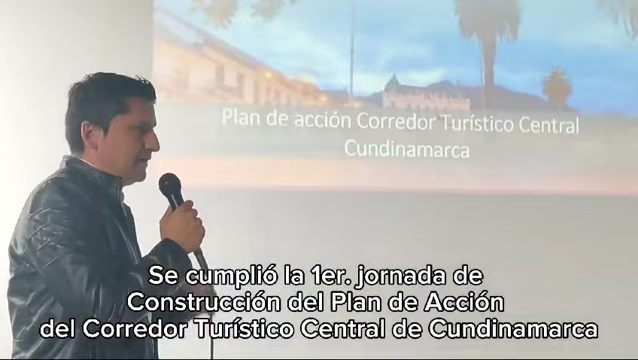 Plan de acción Corredor Turístico Central
Cundinamarca
Se cumplió la 1er. jornada de
Construcción del Plan de Acción
del Corredor Turístico Central de Cundinamarca